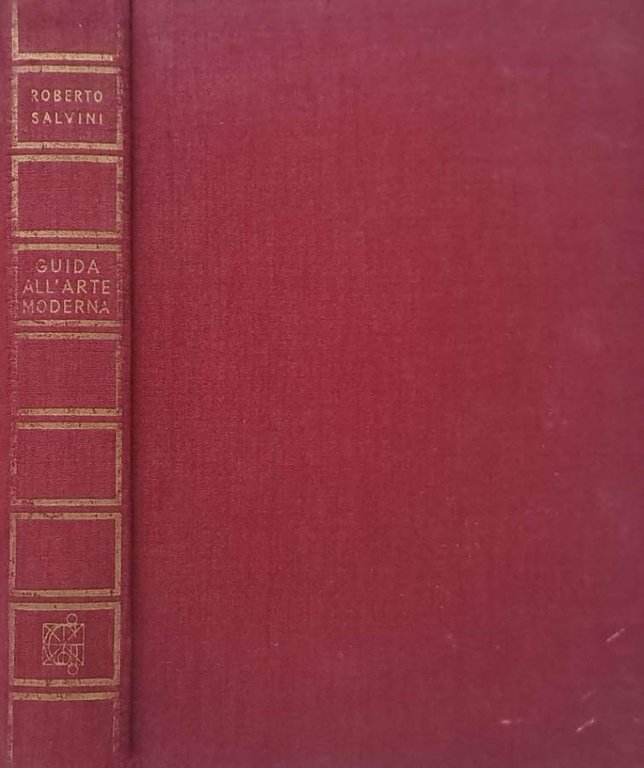 ROBERTO
SALVINI
GUIDA
ALL'ARTE
MODERNA